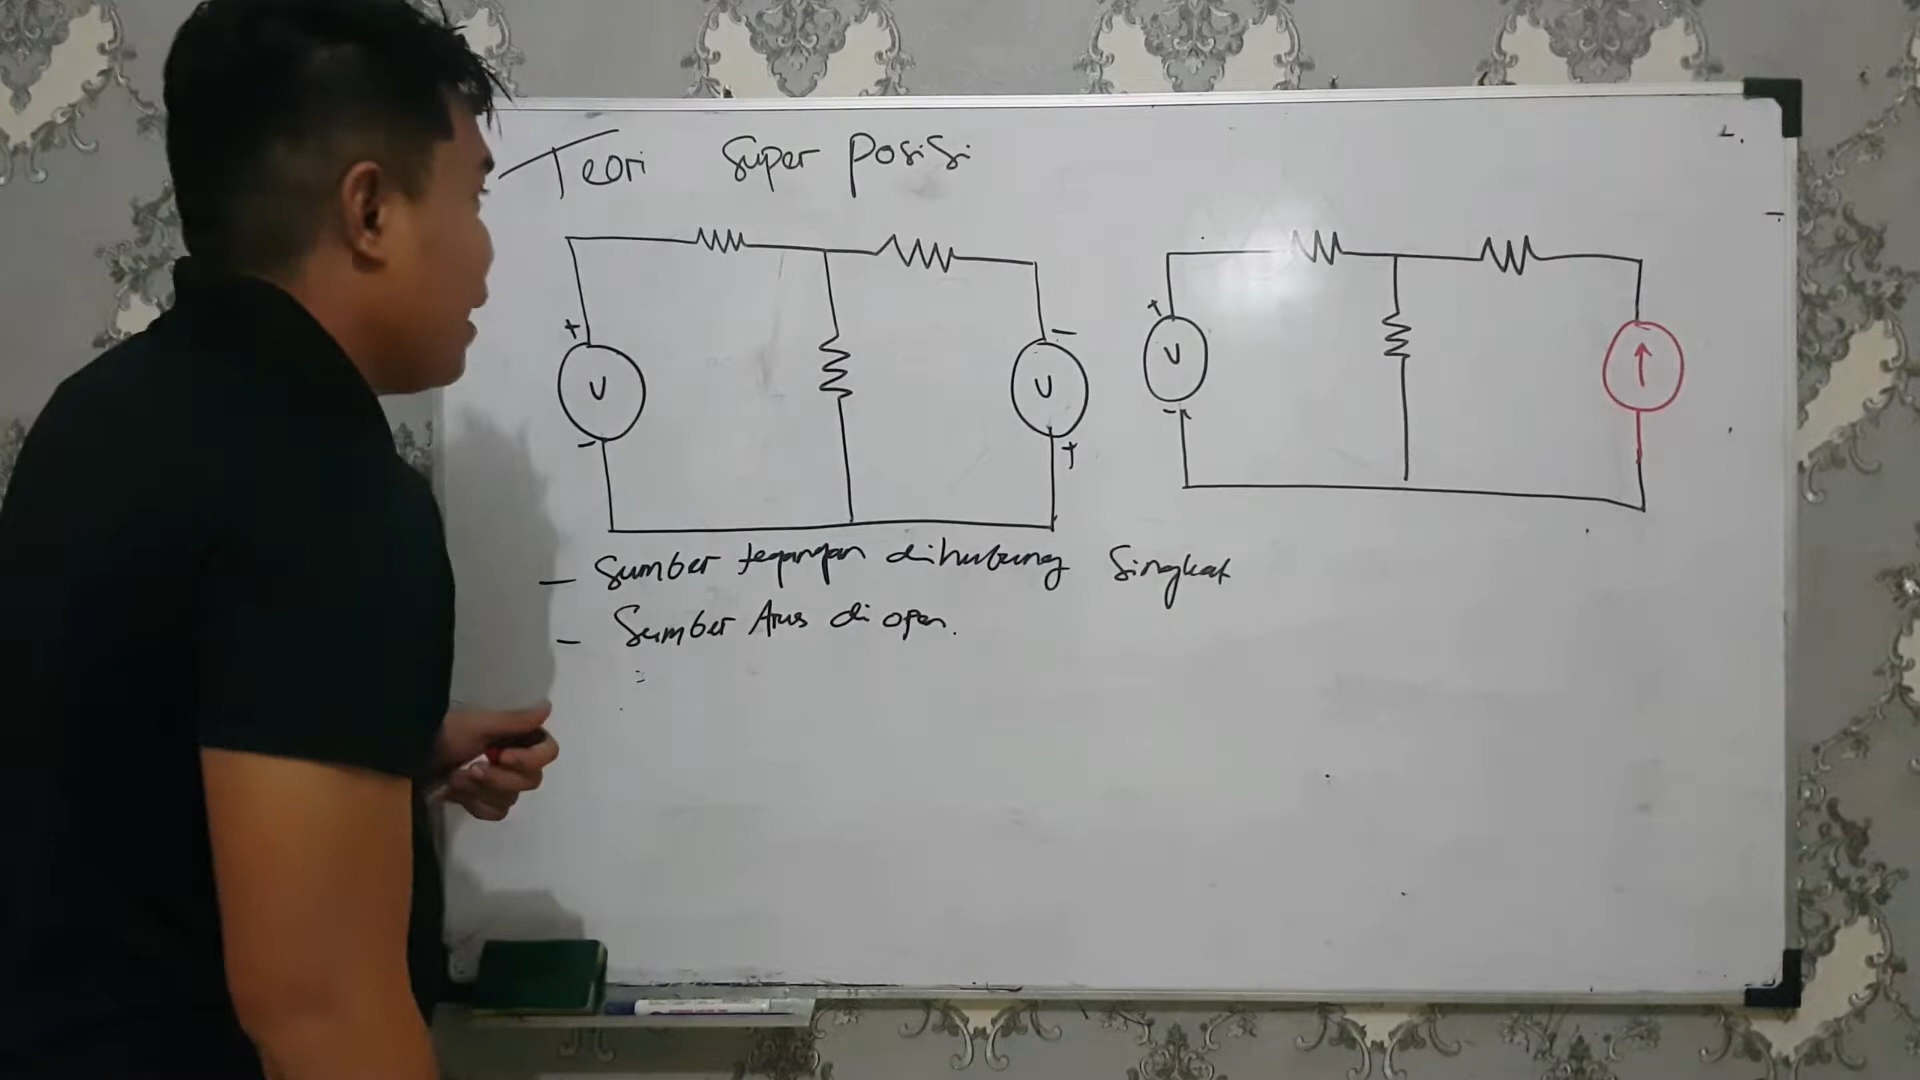 Teori Super Posisi
+ - + +
V V V
- + -
- Sumber tegangan dihubung Singkat
- Sumber Arus di open.